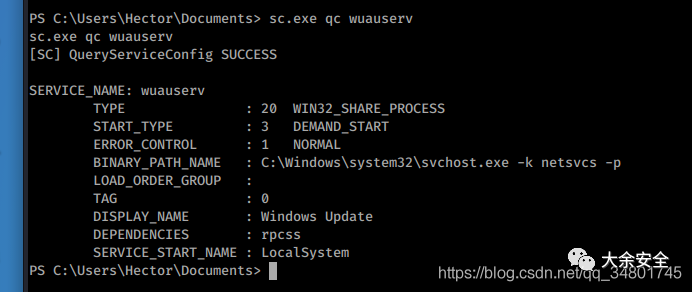 PS C:\Users\Hector\Documents> sc.exe qc wuauserv
sc.exe qc wuauserv
[SC] QueryServiceConfig SUCCESS
SERVICE_NAME: wuauserv
        TYPE               : 20  WIN32_SHARE_PROCESS
        START_TYPE         : 3   DEMAND_START
        ERROR_CONTROL      : 1   NORMAL
        BINARY_PATH_NAME   : C:\Windows\system32\svchost.exe -k netsvcs -p
        LOAD_ORDER_GROUP   :
        TAG                : 0
        DISPLAY_NAME       : Windows Update
        DEPENDENCIES       : rpcss
        SERVICE_START_NAME : LocalSystem
PS C:\Users\Hector\Documents>
大余安全
https://blog.csdn.net/qq_34801745